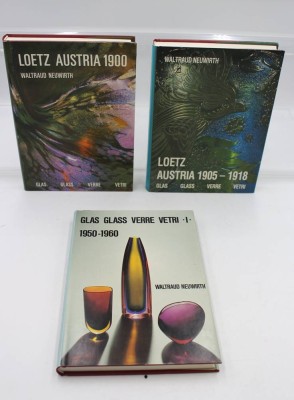 LOETZ AUSTRIA 1900
WALTRAUD NEUWIRTH
GLAS GLASS VERRE VETRI
WALTRAUD NEUWIRTH
LOETZ
AUSTRIA 1905-1918
GLAS GLASS VERRE VETRI
GLAS GLASS VERRE VETRI ·I·
1950-1960
WALTRAUD NEUWIRTH